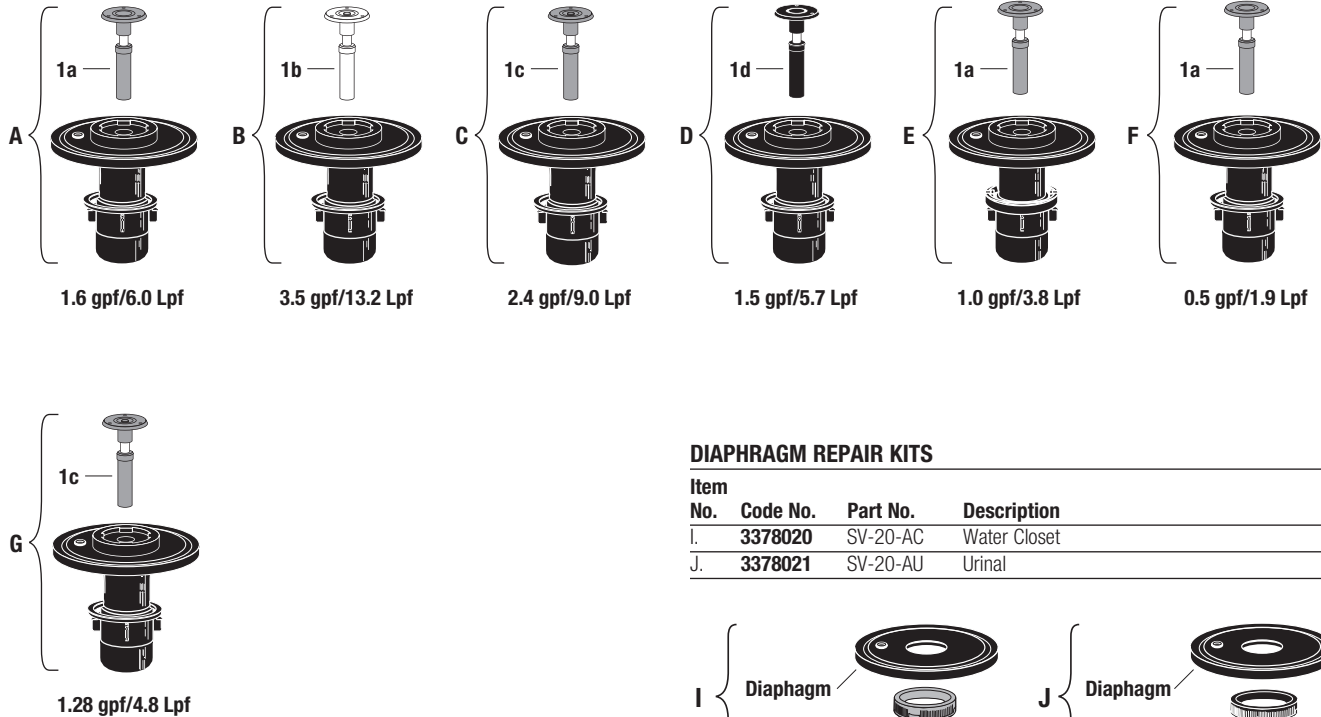 1a
1b
1c
1d
1a
1a
A
B
C
D
E
F
1.6 gpf/6.0 Lpf
3.5 gpf/13.2 Lpf
2.4 gpf/9.0 Lpf
1.5 gpf/5.7 Lpf
1.0 gpf/3.8 Lpf
0.5 gpf/1.9 Lpf
1c
G
1.28 gpf/4.8 Lpf
DIAPHRAGM REPAIR KITS
Item
No. Code No. Part No. Description
I. 3378020 SV-20-AC Water Closet
J. 3378021 SV-20-AU Urinal
I
Diaphagm
J
Diaphagm